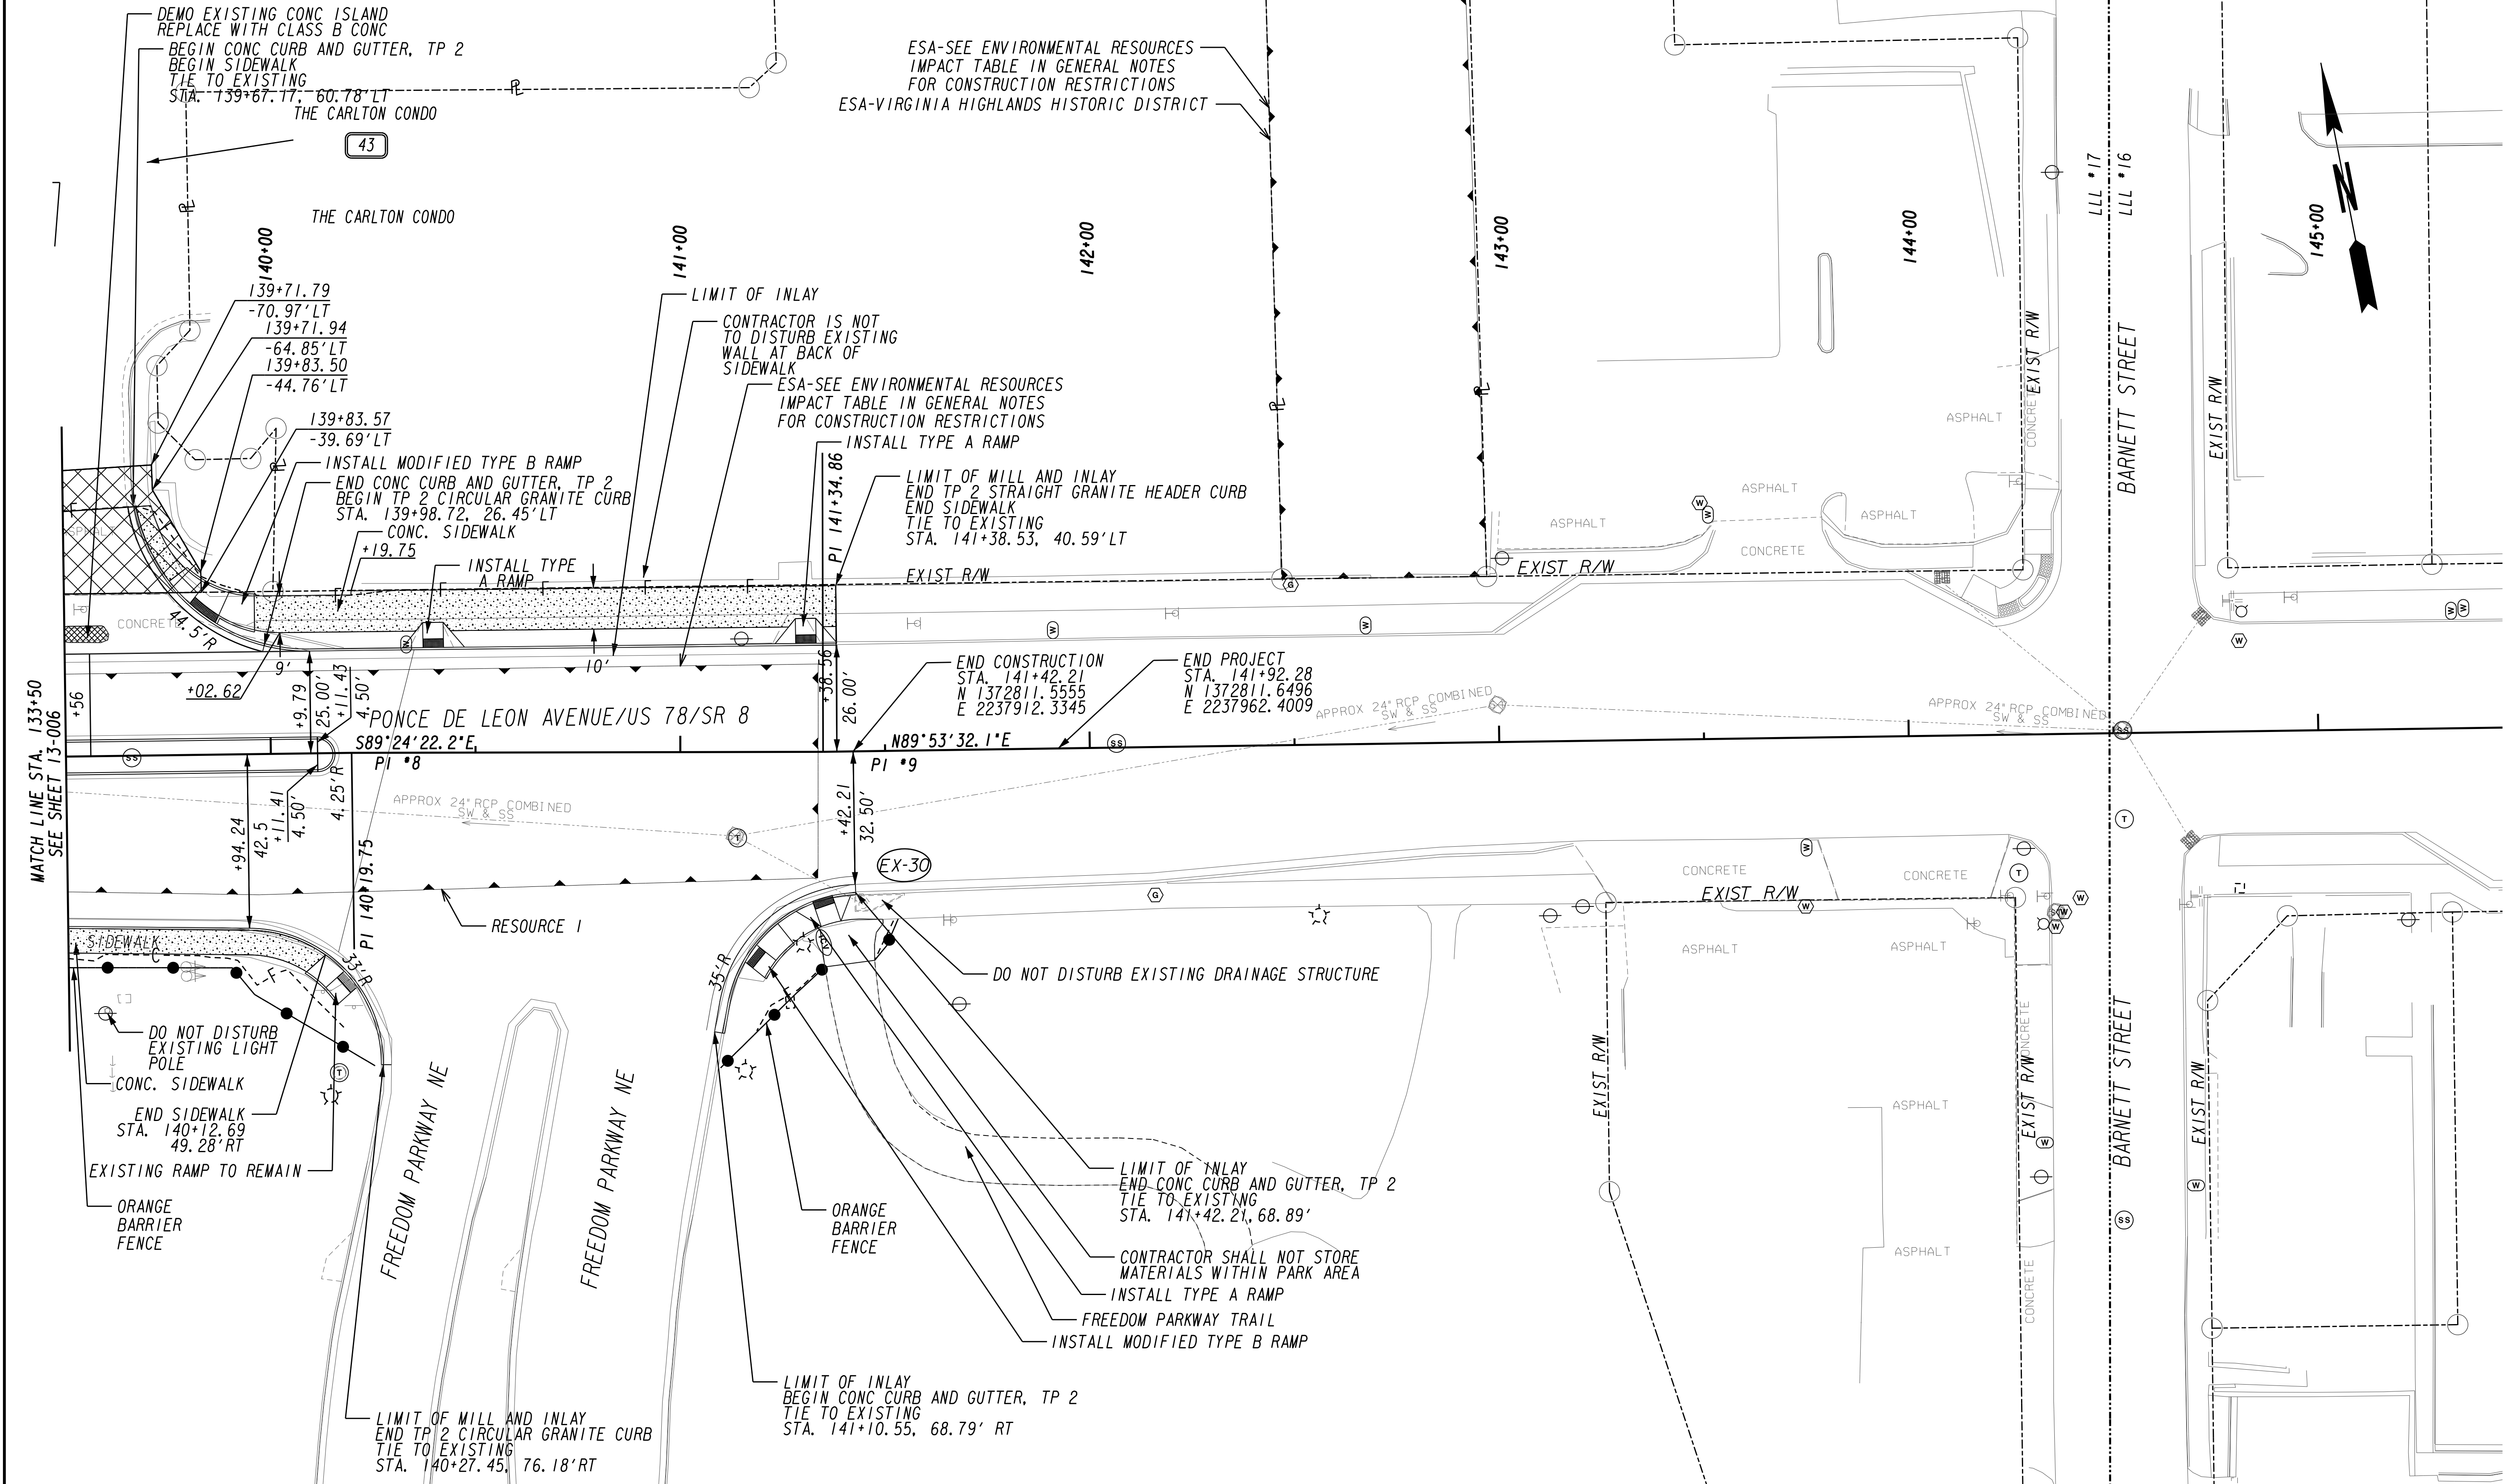 DEMO EXISTING CONC ISLAND
REPLACE WITH CLASS B CONC
BEGIN CONC CURB AND GUTTER, TP 2
BEGIN SIDEWALK
TIE TO EXISTING
STA. 139+67.17, 60.78'LT
THE CARLTON CONDO
43
THE CARLTON CONDO
ESA-SEE ENVIRONMENTAL RESOURCES
IMPACT TABLE IN GENERAL NOTES
FOR CONSTRUCTION RESTRICTIONS
ESA-VIRGINIA HIGHLANDS HISTORIC DISTRICT
LLL #17
LLL #16
N
140+00
141+00
142+00
143+00
144+00
145+00
139+71.79
-70.97'LT
139+71.94
-64.85'LT
139+83.50
-44.76'LT
139+83.57
-39.69'LT
LIMIT OF INLAY
CONTRACTOR IS NOT
TO DISTURB EXISTING
WALL AT BACK OF
SIDEWALK
ESA-SEE ENVIRONMENTAL RESOURCES
IMPACT TABLE IN GENERAL NOTES
FOR CONSTRUCTION RESTRICTIONS
INSTALL TYPE A RAMP
INSTALL MODIFIED TYPE B RAMP
END CONC CURB AND GUTTER, TP 2
BEGIN TP 2 CIRCULAR GRANITE CURB
STA. 139+98.72, 26.45'LT
CONC. SIDEWALK
+19.75
INSTALL TYPE
A RAMP
PI 141+34.86
LIMIT OF MILL AND INLAY
END TP 2 STRAIGHT GRANITE HEADER CURB
END SIDEWALK
TIE TO EXISTING
STA. 141+38.53, 40.59'LT
EXIST R/W
EXIST R/W
EXIST R/W
EXIST R/W
BARNETT STREET
ASPHALT
ASPHALT
ASPHALT
ASPHALT
CONCRETE
CONCRETE
CONCRETE
44.5'R
9'
10'
+02.62
+56
+9.79
25.00'
+11.43
4.50'
+38.56
26.00'
END CONSTRUCTION
STA. 141+42.21
N 1372811.5555
E 2237912.3345
END PROJECT
STA. 141+92.28
N 1372811.6496
E 2237962.4009
APPROX 24" RCP COMBINED
SW & SS
APPROX 24" RCP COMBINED
SW & SS
MATCH LINE STA. 133+50
SEE SHEET 13-006
PONCE DE LEON AVENUE/US 78/SR 8
S89°24'22.2"E
PI #8
N89°53'32.1"E
PI #9
SS
SS
SS
APPROX 24" RCP COMBINED
SW & SS
+94.24
42.5
+11.41
4.50'
4.25'R
PI 140+19.75
+42.21
32.50'
EX-30
T
T
T
G
G
W
W
W
W
W
W
RESOURCE 1
SIDEWALK
C
F
33'R
35'R
DO NOT DISTURB EXISTING DRAINAGE STRUCTURE
DO NOT DISTURB
EXISTING LIGHT
POLE
CONC. SIDEWALK
END SIDEWALK
STA. 140+12.69
49.28'RT
EXISTING RAMP TO REMAIN
ORANGE
BARRIER
FENCE
FREEDOM PARKWAY NE
FREEDOM PARKWAY NE
ORANGE
BARRIER
FENCE
LIMIT OF INLAY
END CONC CURB AND GUTTER, TP 2
TIE TO EXISTING
STA. 141+42.21, 68.89'
CONTRACTOR SHALL NOT STORE
MATERIALS WITHIN PARK AREA
INSTALL TYPE A RAMP
FREEDOM PARKWAY TRAIL
INSTALL MODIFIED TYPE B RAMP
LIMIT OF INLAY
BEGIN CONC CURB AND GUTTER, TP 2
TIE TO EXISTING
STA. 141+10.55, 68.79' RT
LIMIT OF MILL AND INLAY
END TP 2 CIRCULAR GRANITE CURB
TIE TO EXISTING
STA. 140+27.45, 76.18'RT
CONCRETE
CONCRETE
EXIST R/W
ASPHALT
ASPHALT
ASPHALT
ASPHALT
EXIST R/W
EXIST R/W
EXIST R/W
CONCRETE
CONCRETE
BARNETT STREET
T
SS
W
W